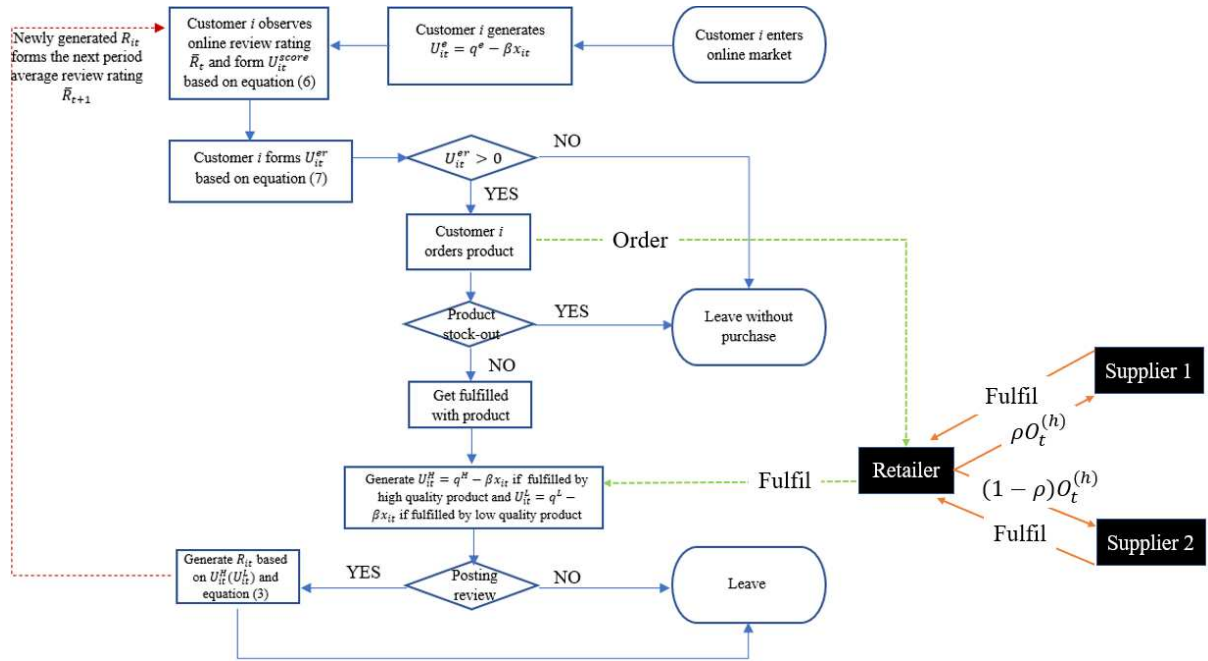 Newly generated R_it
forms the next period
average review rating
R̄_t+1
Customer i observes
online review rating
R̄_t and form U_it^score
based on equation (6)
Customer i generates
U_it^e = q^e − βx_it
Customer i enters
online market
Customer i forms U_it^er
based on equation (7)
U_it^er > 0
NO
YES
Customer i
orders product
Order
Product
stock-out
YES
Leave without
purchase
NO
Get fulfilled
with product
Supplier 1
Fulfil
ρO_t^(h)
Retailer
(1 − ρ)O_t^(h)
Fulfil
Supplier 2
Generate U_it^H = q^H − βx_it if fulfilled by
high quality product and U_it^L = q^L −
βx_it if fulfilled by low quality product
Fulfil
Generate R_it based
on U_it^H(U_it^L) and
equation (3)
YES
Posting
review
NO
Leave